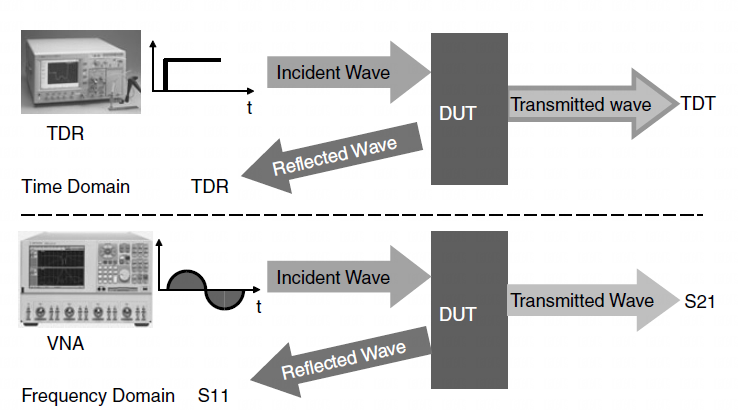 t
Incident Wave
DUT
Transmitted wave
TDT
TDR
Reflected Wave
Time Domain
TDR
Incident Wave
DUT
t
Transmitted Wave
S21
VNA
Reflected Wave
Frequency Domain
S11